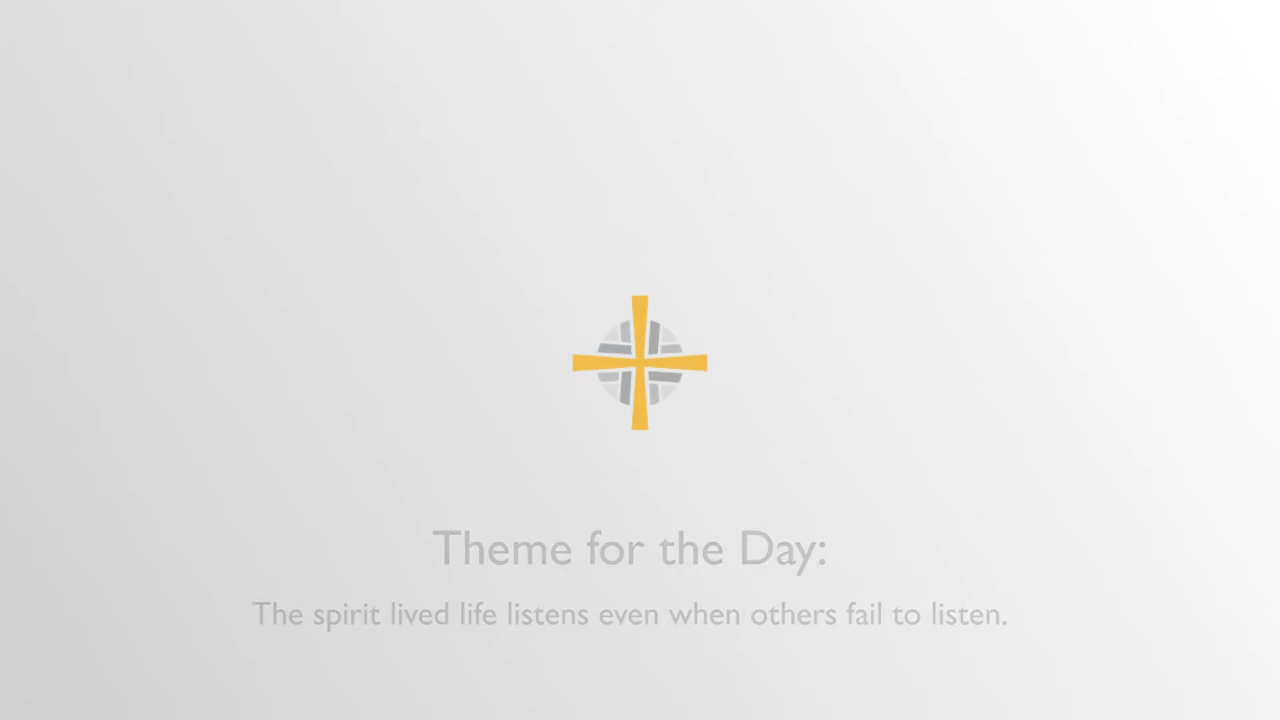 Theme for the Day:
The spirit lived life listens even when others fail to listen.